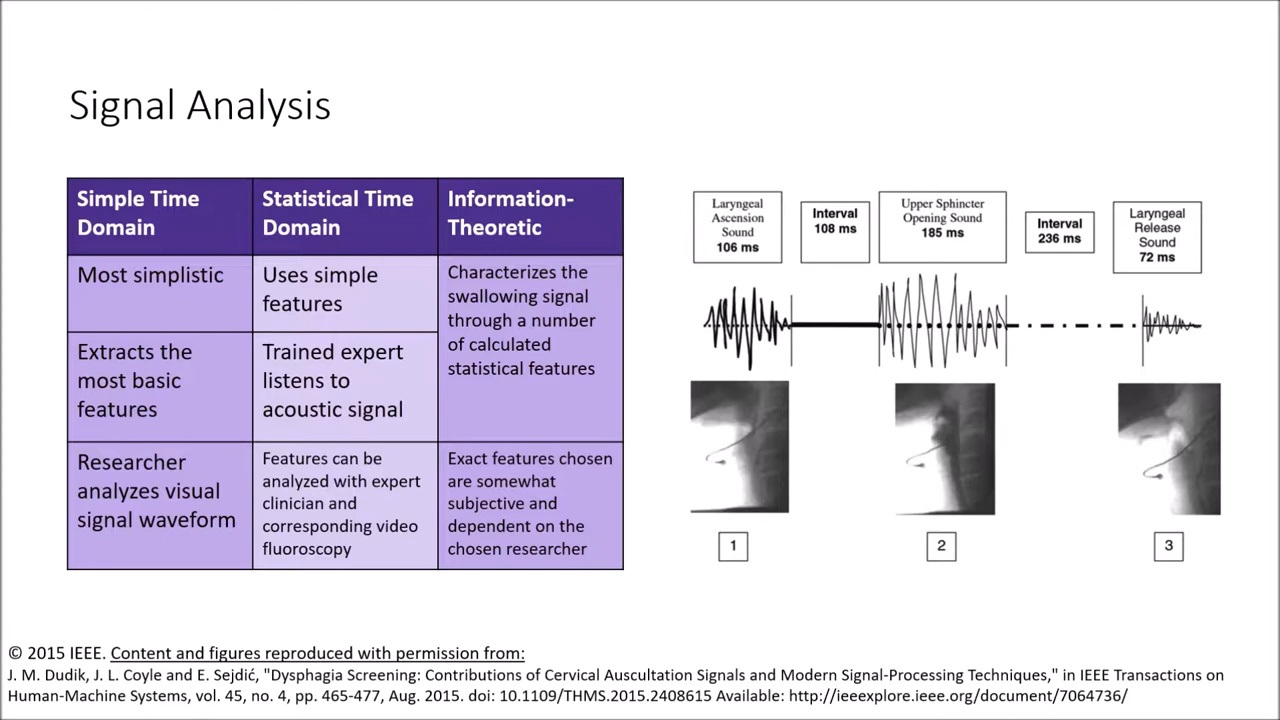 Signal Analysis
Simple Time
Domain
Statistical Time
Domain
Information-
Theoretic
Most simplistic
Uses simple
features
Characterizes the
swallowing signal
through a number
of calculated
statistical features
Extracts the
most basic
features
Trained expert
listens to
acoustic signal
Researcher
analyzes visual
signal waveform
Features can be
analyzed with expert
clinician and
corresponding video
fluoroscopy
Exact features chosen
are somewhat
subjective and
dependent on the
chosen researcher
Laryngeal
Ascension
Sound
106 ms
Interval
108 ms
Upper Sphincter
Opening Sound
185 ms
Interval
236 ms
Laryngeal
Release
Sound
72 ms
1
2
3
© 2015 IEEE. Content and figures reproduced with permission from:
J. M. Dudik, J. L. Coyle and E. Sejdić, "Dysphagia Screening: Contributions of Cervical Auscultation Signals and Modern Signal-Processing Techniques," in IEEE Transactions on
Human-Machine Systems, vol. 45, no. 4, pp. 465-477, Aug. 2015. doi: 10.1109/THMS.2015.2408615 Available: http://ieeexplore.ieee.org/document/7064736/